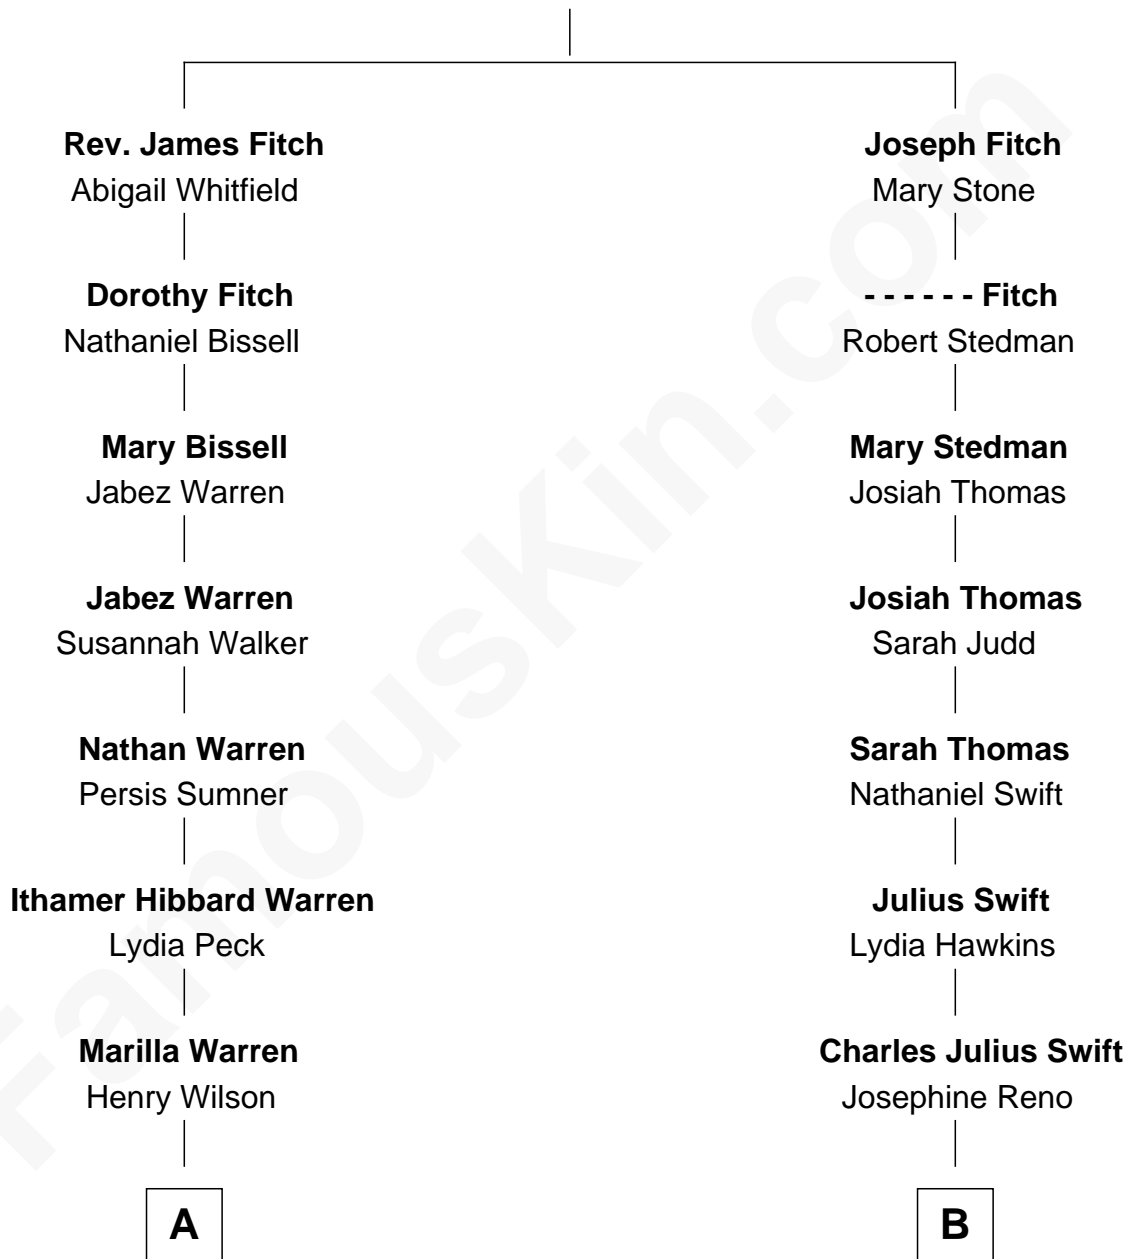 Rev. James Fitch
Abigail Whitfield
Dorothy Fitch
Nathaniel Bissell
Mary Bissell
Jabez Warren
Jabez Warren
Susannah Walker
Nathan Warren
Persis Sumner
Ithamer Hibbard Warren
Lydia Peck
Marilla Warren
Henry Wilson
A
Joseph Fitch
Mary Stone
- - - - - - Fitch
Robert Stedman
Mary Stedman
Josiah Thomas
Josiah Thomas
Sarah Judd
Sarah Thomas
Nathaniel Swift
Julius Swift
Lydia Hawkins
Charles Julius Swift
Josephine Reno
B
FamousKin.com